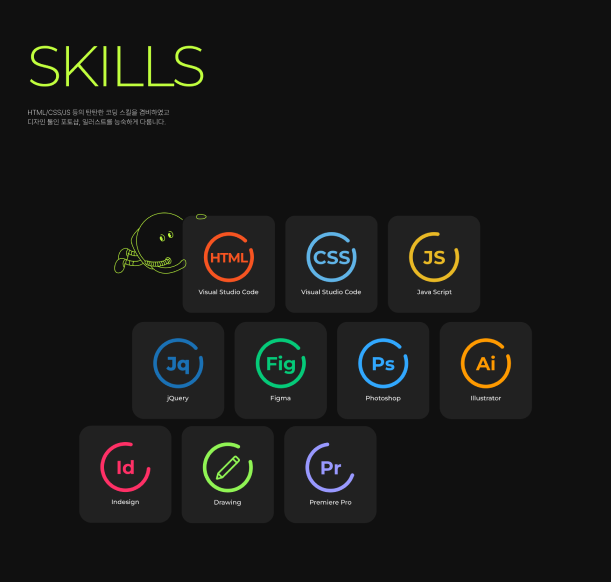 SKILLS
HTML/CSS/JS 등의 탄탄한 코딩 스킬을 겸비하였고
디자인 툴인 포토샵, 일러스트를 능숙하게 다룹니다.
HTML CSS JS
Visual Studio Code Visual Studio Code Java Script
Jq Fig Ps Ai
jQuery Figma Photoshop Illustrator
Id Pr
Indesign Drawing Premiere Pro